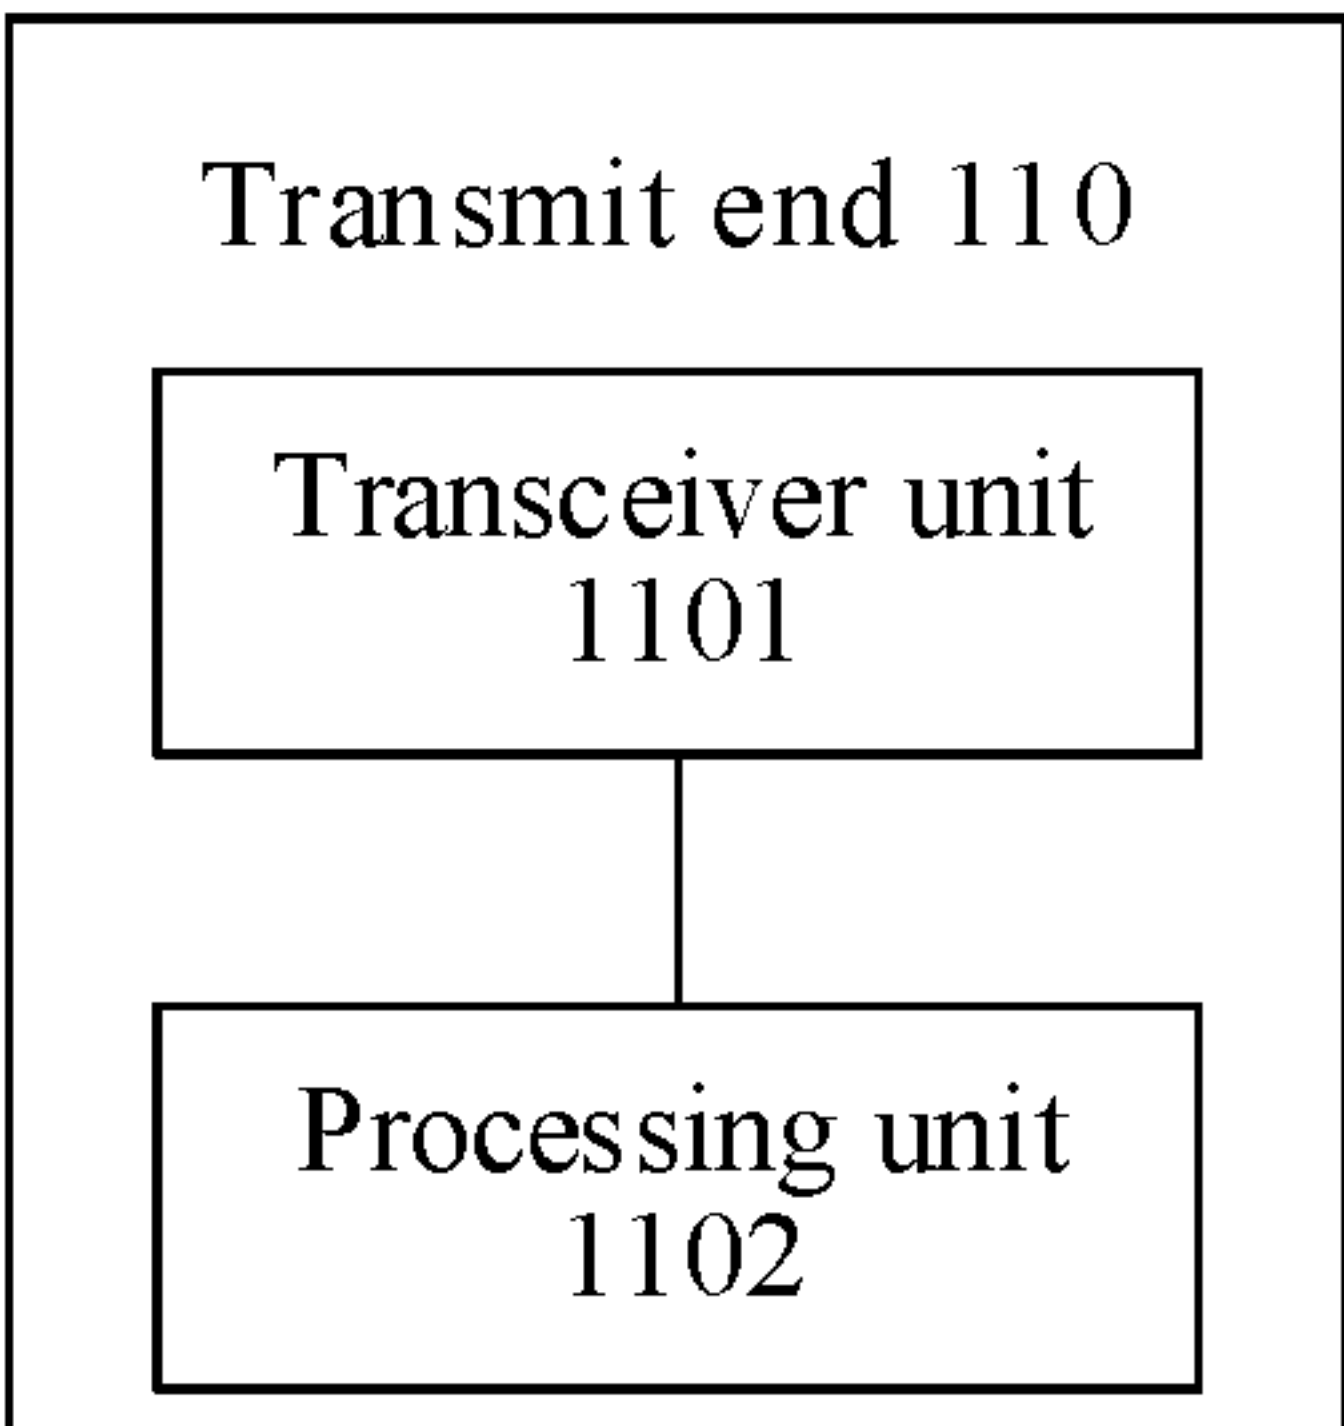 Transmit end 110
Transceiver unit
1101
Processing unit
1102